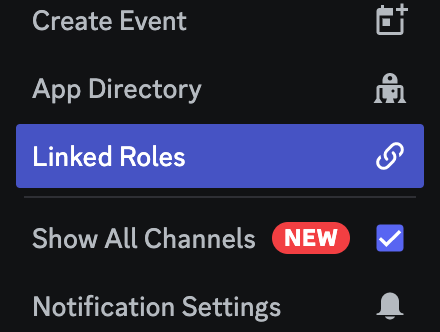 Create Event
App Directory
Linked Roles
Show All Channels NEW
Notification Settings